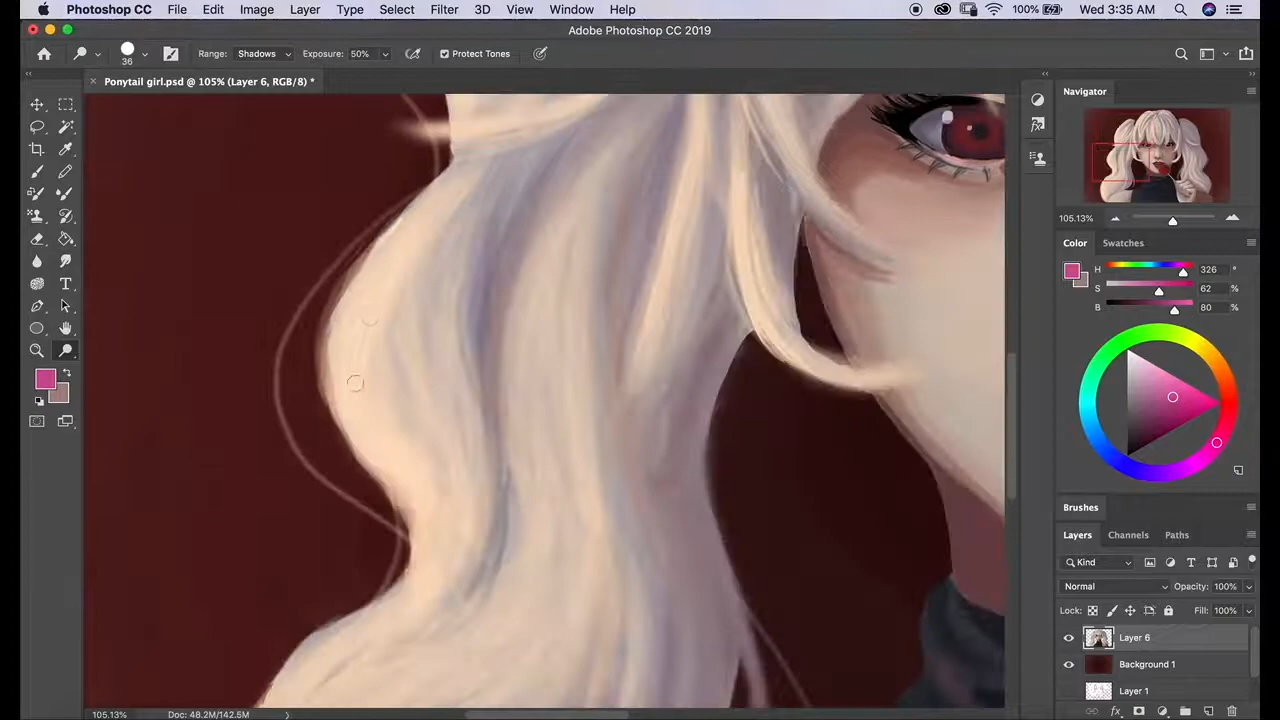 Photoshop CC File Edit Image Layer Type Select Filter 3D View Window Help 100% Wed 3:35 AM
Adobe Photoshop CC 2019
36 Range: Shadows Exposure: 50% Protect Tones
Ponytail girl.psd @ 105% (Layer 6, RGB/8) *
Navigator
105.13%
Color Swatches
H 326 °
S 62 %
B 80 %
Brushes
Layers Channels Paths
Kind
Normal Opacity: 100%
Lock: Fill: 100%
Layer 6
Background 1
Layer 1
105.13% Doc: 48.2M/142.5M
fx